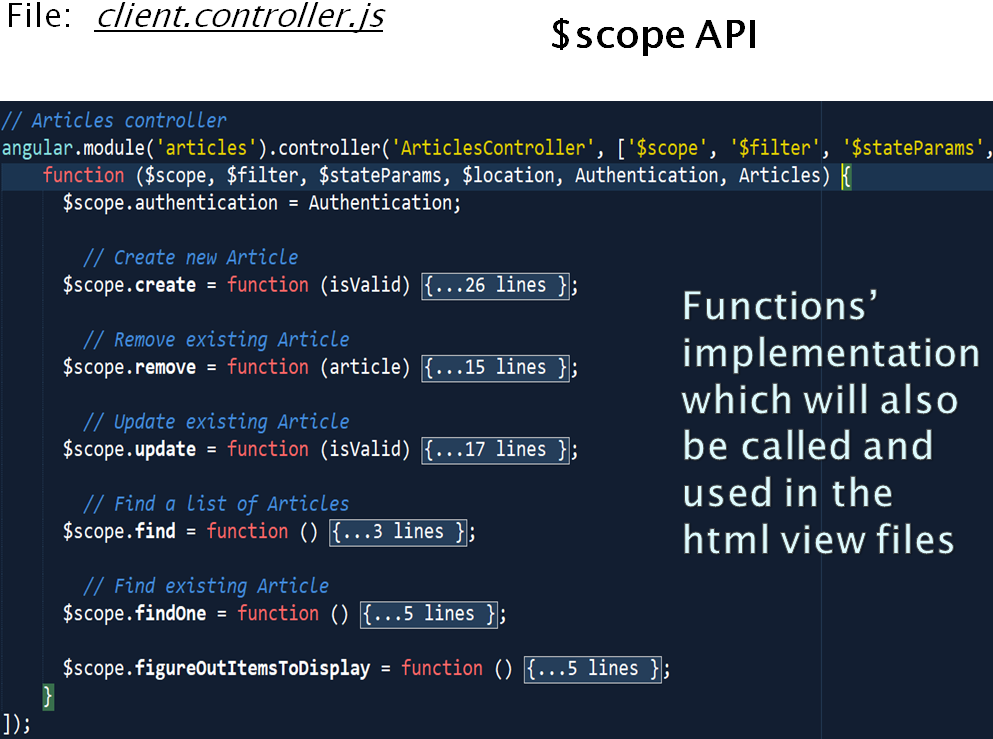 File: client.controller.js
$scope API
// Articles controller
angular.module('articles').controller('ArticlesController', ['$scope', '$filter', '$stateParams',
function ($scope, $filter, $stateParams, $location, Authentication, Articles) {
$scope.authentication = Authentication;
// Create new Article
$scope.create = function (isValid) {...26 lines };
// Remove existing Article
$scope.remove = function (article) {...15 lines };
// Update existing Article
$scope.update = function (isValid) {...17 lines };
// Find a list of Articles
$scope.find = function () {...3 lines };
// Find existing Article
$scope.findOne = function () {...5 lines };
$scope.figureOutItemsToDisplay = function () {...5 lines };
}
]);
Functions’
implementation
which will also
be called and
used in the
html view files